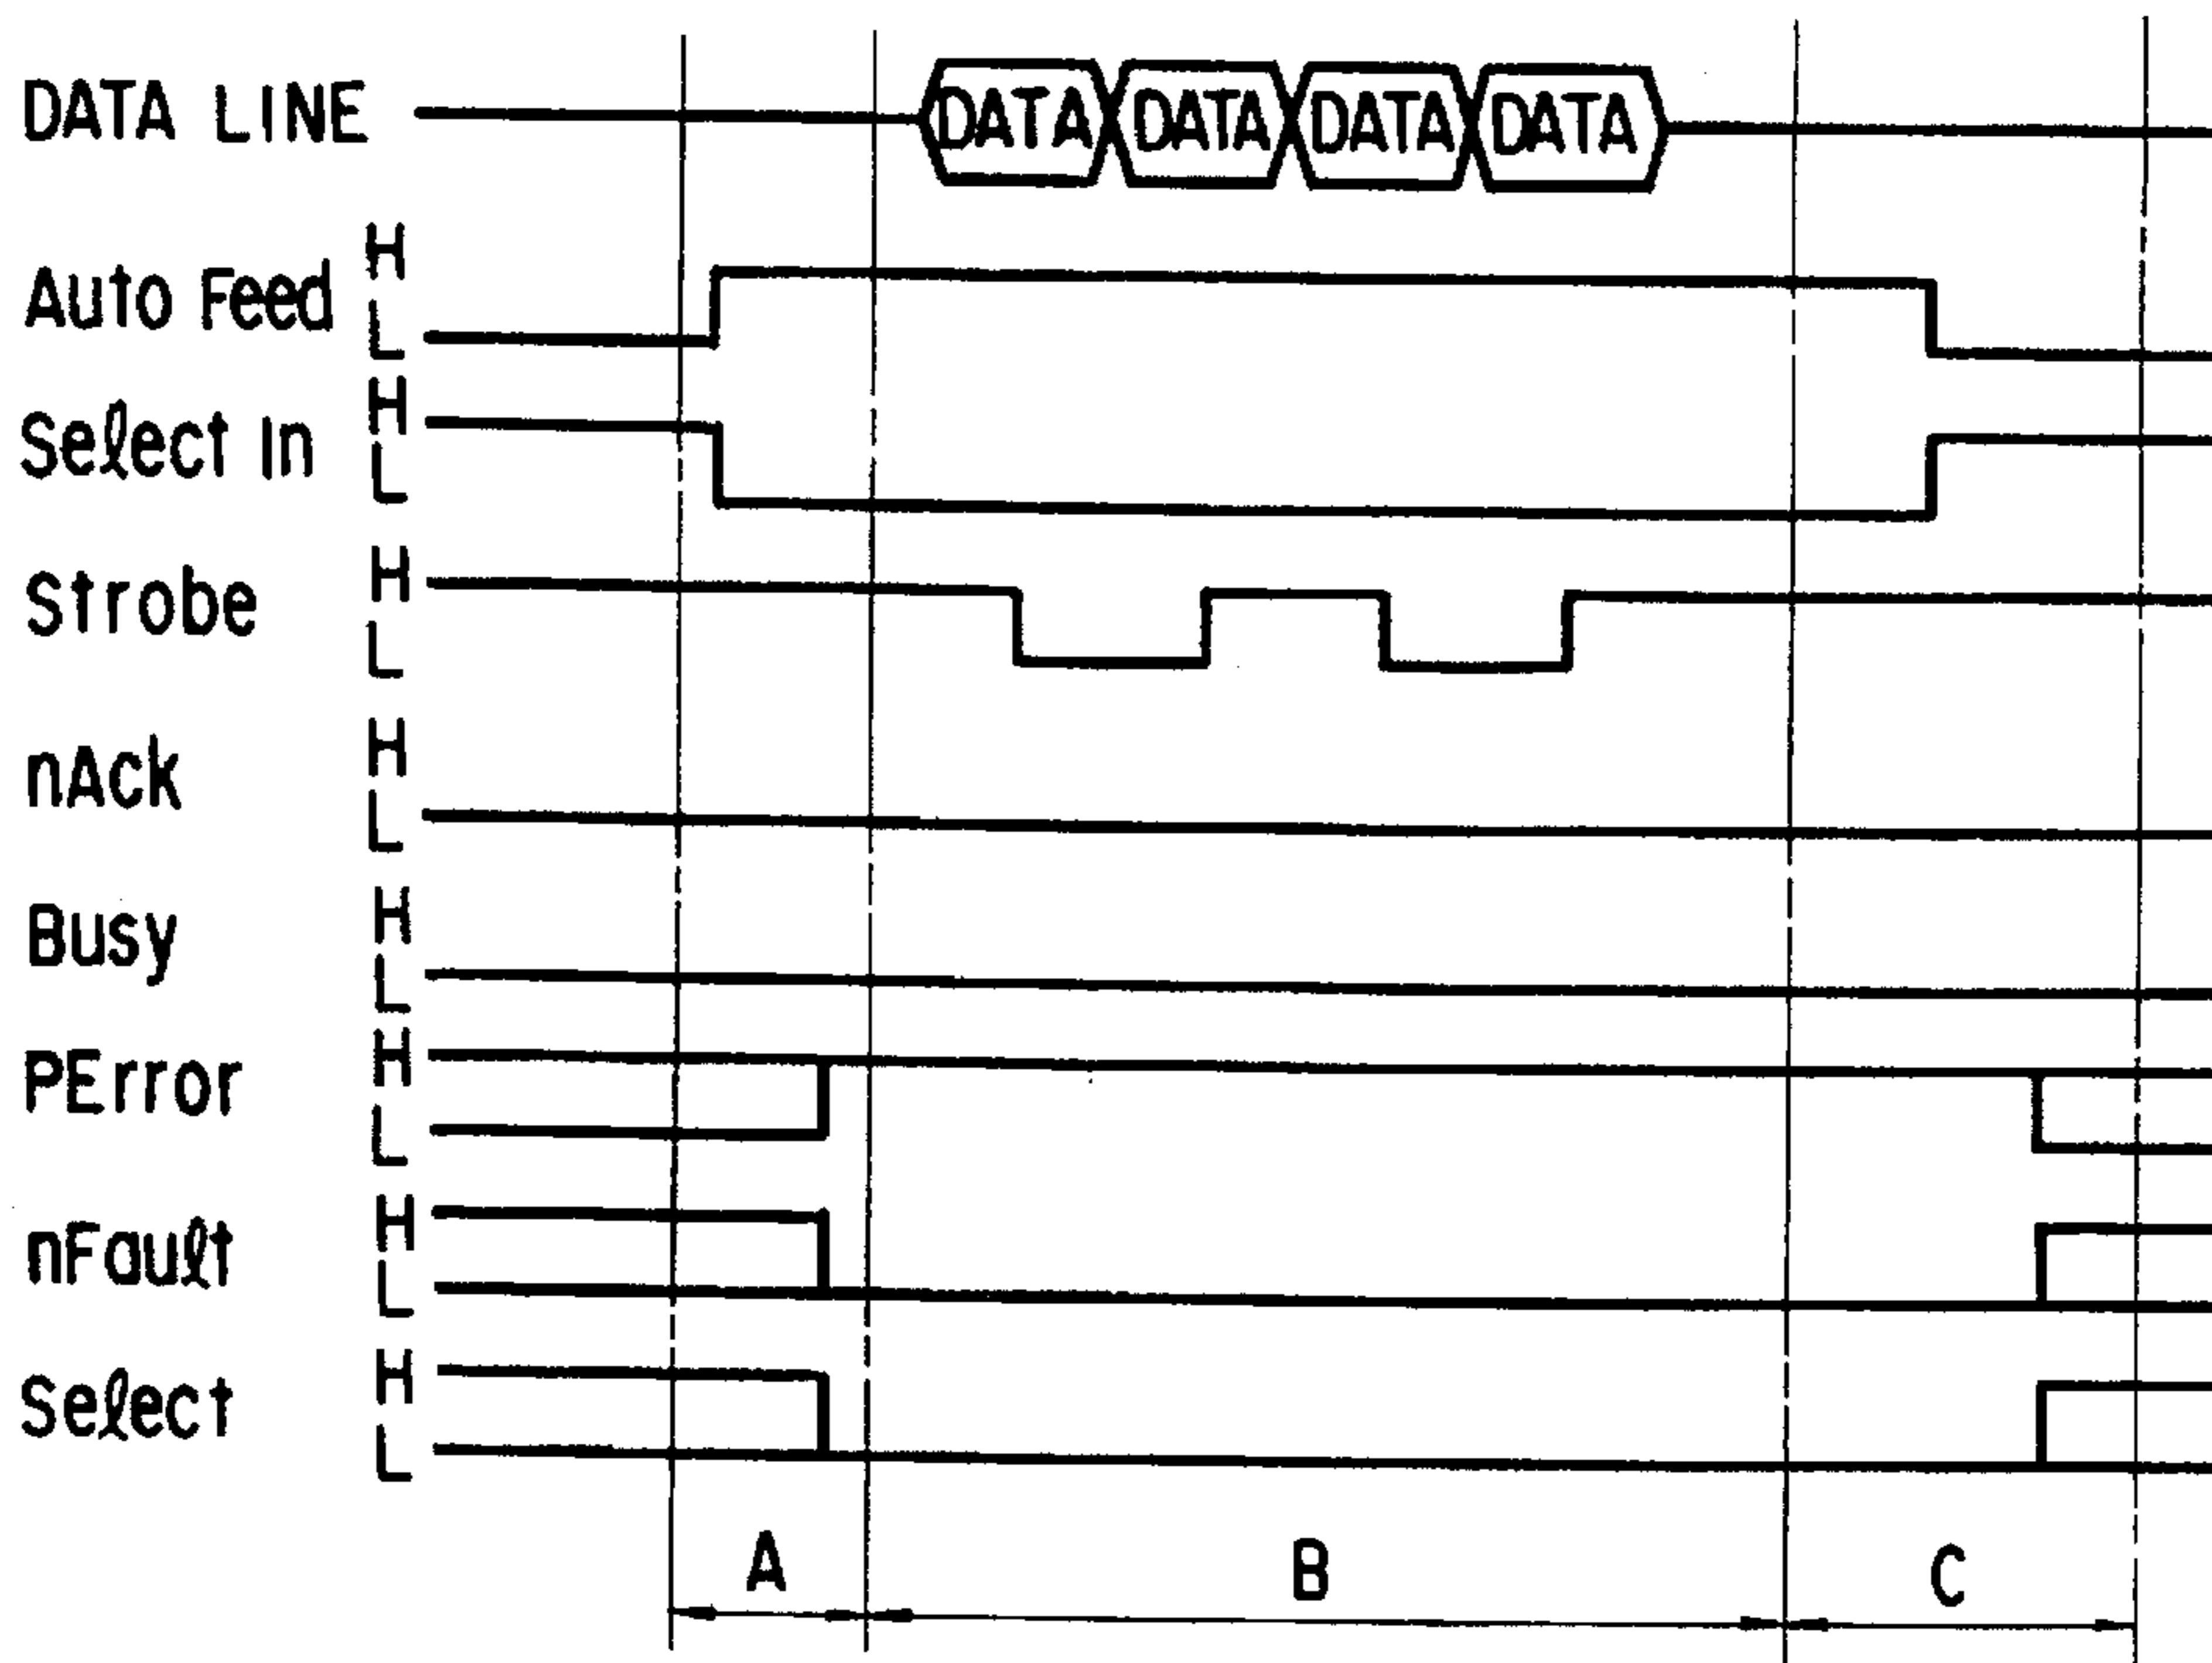 DATA LINE DATA DATA DATA DATA
Auto Feed H L
Select In H L
Strobe H L
nAck H L
Busy H L
PError H L
nFault H L
Select H L
A B C